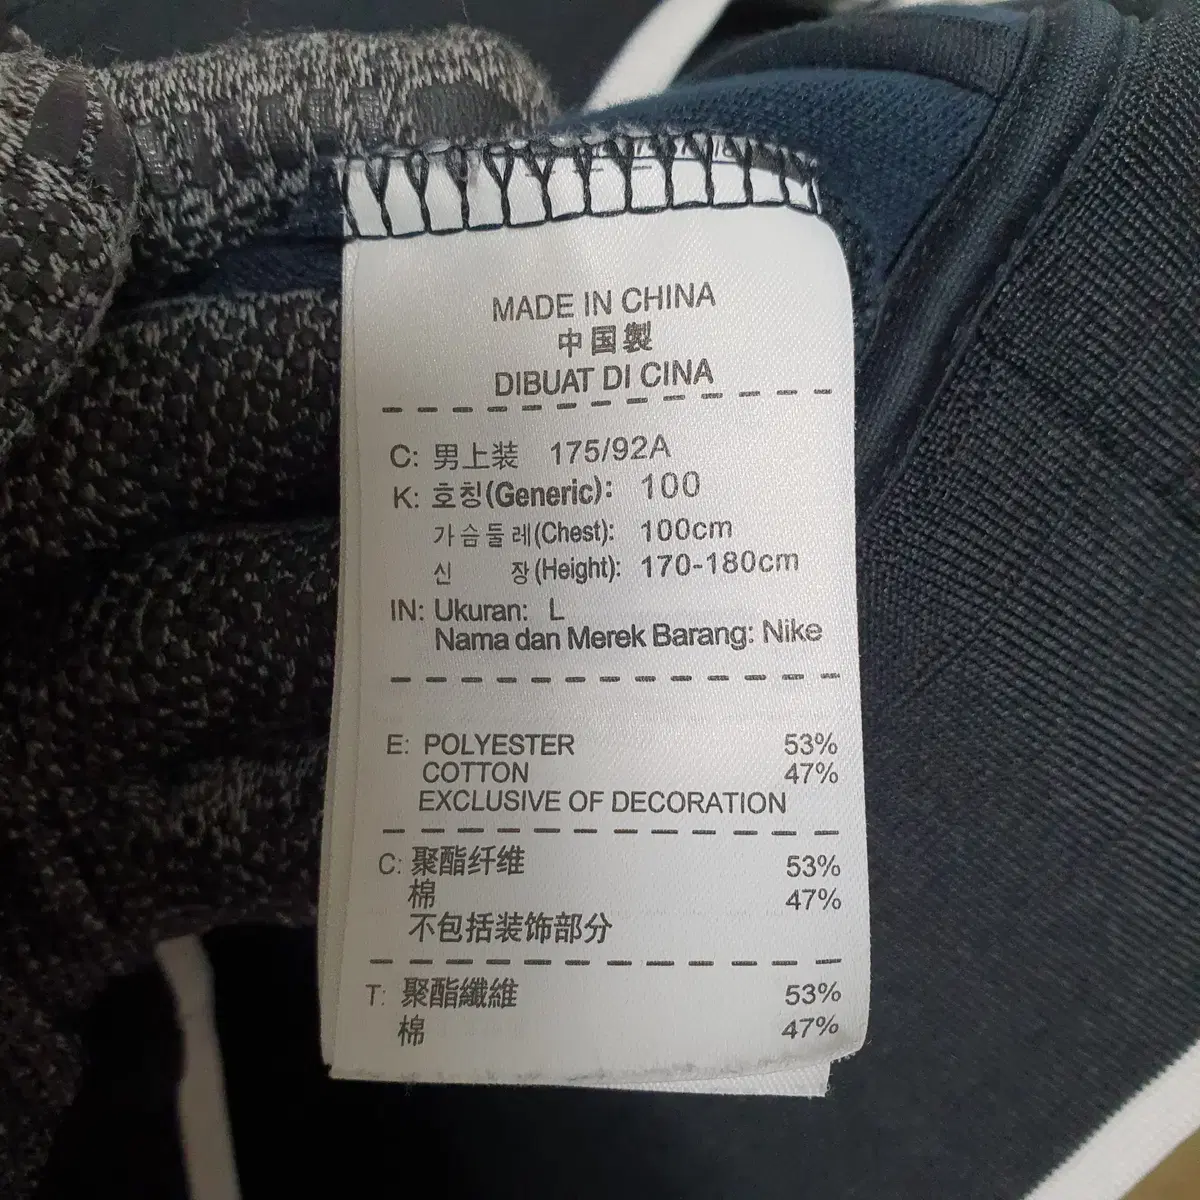 MADE IN CHINA
中国製
DIBUAT DI CINA
C: 男上装 175/92A
K: 호칭(Generic): 100
가슴둘레(Chest): 100cm
신 장(Height): 170-180cm
IN: Ukuran: L
Nama dan Merek Barang: Nike
E: POLYESTER 53%
COTTON 47%
EXCLUSIVE OF DECORATION
C: 聚酯纤维 53%
棉 47%
不包括装饰部分
T: 聚酯纖維 53%
棉 47%